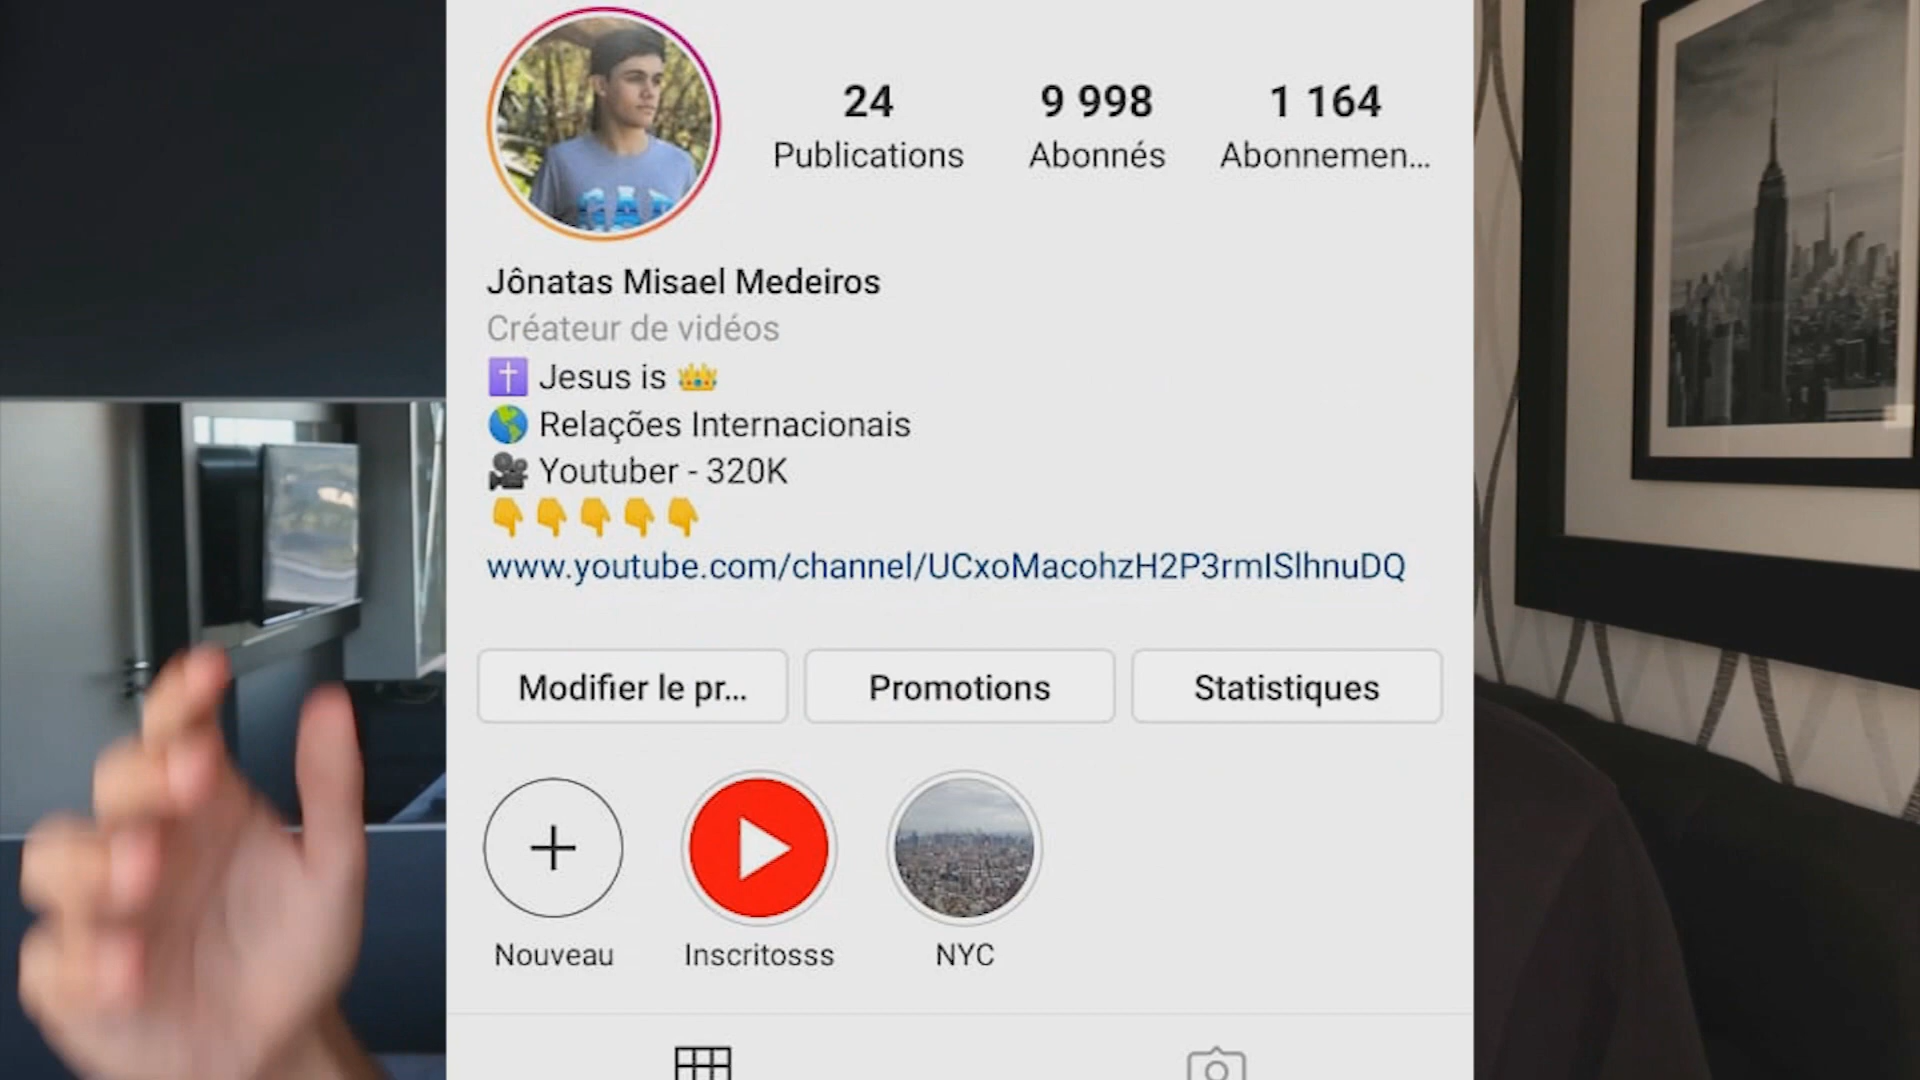 24 9 998 1 164
Publications Abonnés Abonnemen...
Jônatas Misael Medeiros
Créateur de vidéos
✝️ Jesus is 👑
🌎 Relações Internacionais
🎥 Youtuber - 320K
👇👇👇👇👇
www.youtube.com/channel/UCxoMacohzH2P3rmISlhnuDQ
Modifier le pr... Promotions Statistiques
Nouveau Inscritosss NYC